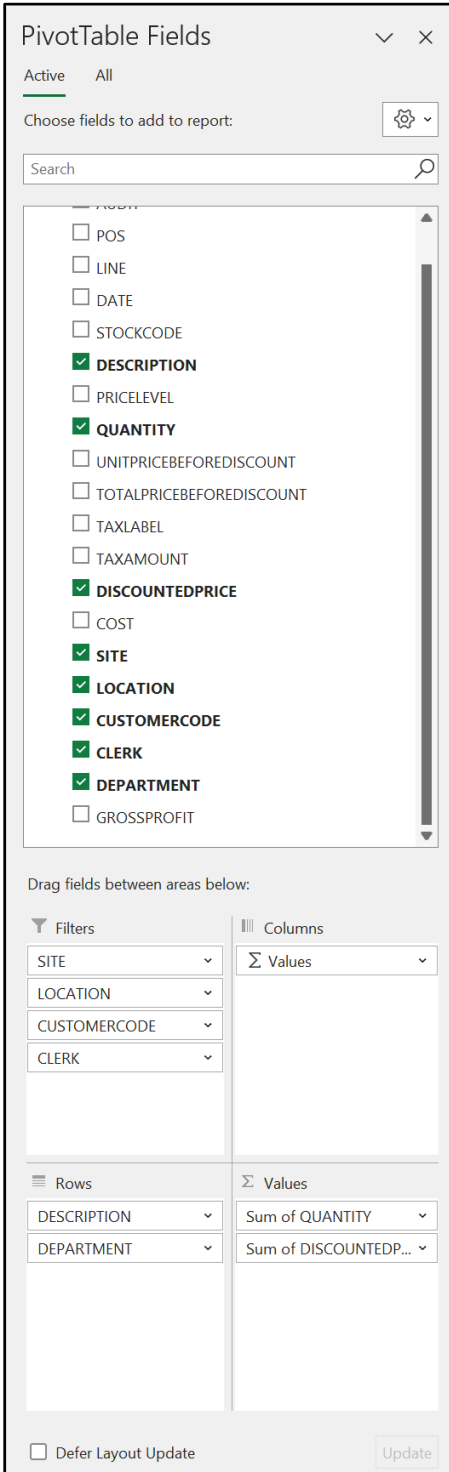 PivotTable Fields
Active All
Choose fields to add to report:
Search
POS
LINE
DATE
STOCKCODE
DESCRIPTION
PRICELEVEL
QUANTITY
UNITPRICEBEFOREDISCOUNT
TOTALPRICEBEFOREDISCOUNT
TAXLABEL
TAXAMOUNT
DISCOUNTEDPRICE
COST
SITE
LOCATION
CUSTOMERCODE
CLERK
DEPARTMENT
GROSSPROFIT
Drag fields between areas below:
Filters
SITE
LOCATION
CUSTOMERCODE
CLERK
Columns
Σ Values
Rows
DESCRIPTION
DEPARTMENT
Σ Values
Sum of QUANTITY
Sum of DISCOUNTEDP...
Defer Layout Update
Update